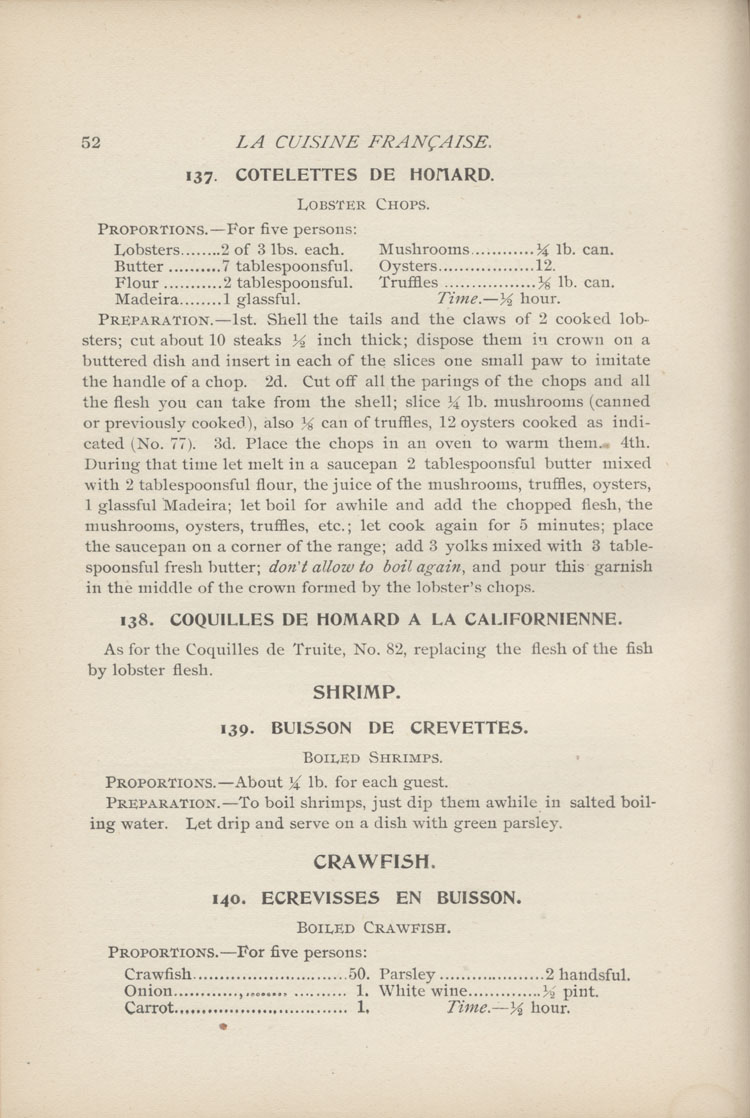 52 LA CUISINE FRANÇAISE.
137. COTELETTES DE HOMARD.
LOBSTER CHOPS.
PROPORTIONS.—For five persons:
Lobsters........2 of 3 lbs. each. Mushrooms............¼ lb. can.
Butter ..........7 tablespoonsful. Oysters..................12.
Flour ...........2 tablespoonsful. Truffles .................⅛ lb. can.
Madeira........1 glassful. Time.—½ hour.
PREPARATION.—1st. Shell the tails and the claws of 2 cooked lob-
sters; cut about 10 steaks ½ inch thick; dispose them in crown on a
buttered dish and insert in each of the slices one small paw to imitate
the handle of a chop. 2d. Cut off all the parings of the chops and all
the flesh you can take from the shell; slice ¼ lb. mushrooms (canned
or previously cooked), also ⅛ can of truffles, 12 oysters cooked as indi-
cated (No. 77). 3d. Place the chops in an oven to warm them. 4th.
During that time let melt in a saucepan 2 tablespoonsful butter mixed
with 2 tablespoonsful flour, the juice of the mushrooms, truffles, oysters,
1 glassful Madeira; let boil for awhile and add the chopped flesh, the
mushrooms, oysters, truffles, etc.; let cook again for 5 minutes; place
the saucepan on a corner of the range; add 3 yolks mixed with 3 table-
spoonsful fresh butter; don't allow to boil again, and pour this garnish
in the middle of the crown formed by the lobster's chops.
138. COQUILLES DE HOMARD A LA CALIFORNIENNE.
As for the Coquilles de Truite, No. 82, replacing the flesh of the fish
by lobster flesh.
SHRIMP.
139. BUISSON DE CREVETTES.
BOILED SHRIMPS.
PROPORTIONS.—About ¼ lb. for each guest.
PREPARATION.—To boil shrimps, just dip them awhile in salted boil-
ing water. Let drip and serve on a dish with green parsley.
CRAWFISH.
140. ECREVISSES EN BUISSON.
BOILED CRAWFISH.
PROPORTIONS.—For five persons:
Crawfish............................50. Parsley ....................2 handsful.
Onion...................... .......... 1. White wine..............½ pint.
Carrot................................. 1. Time.—½ hour.